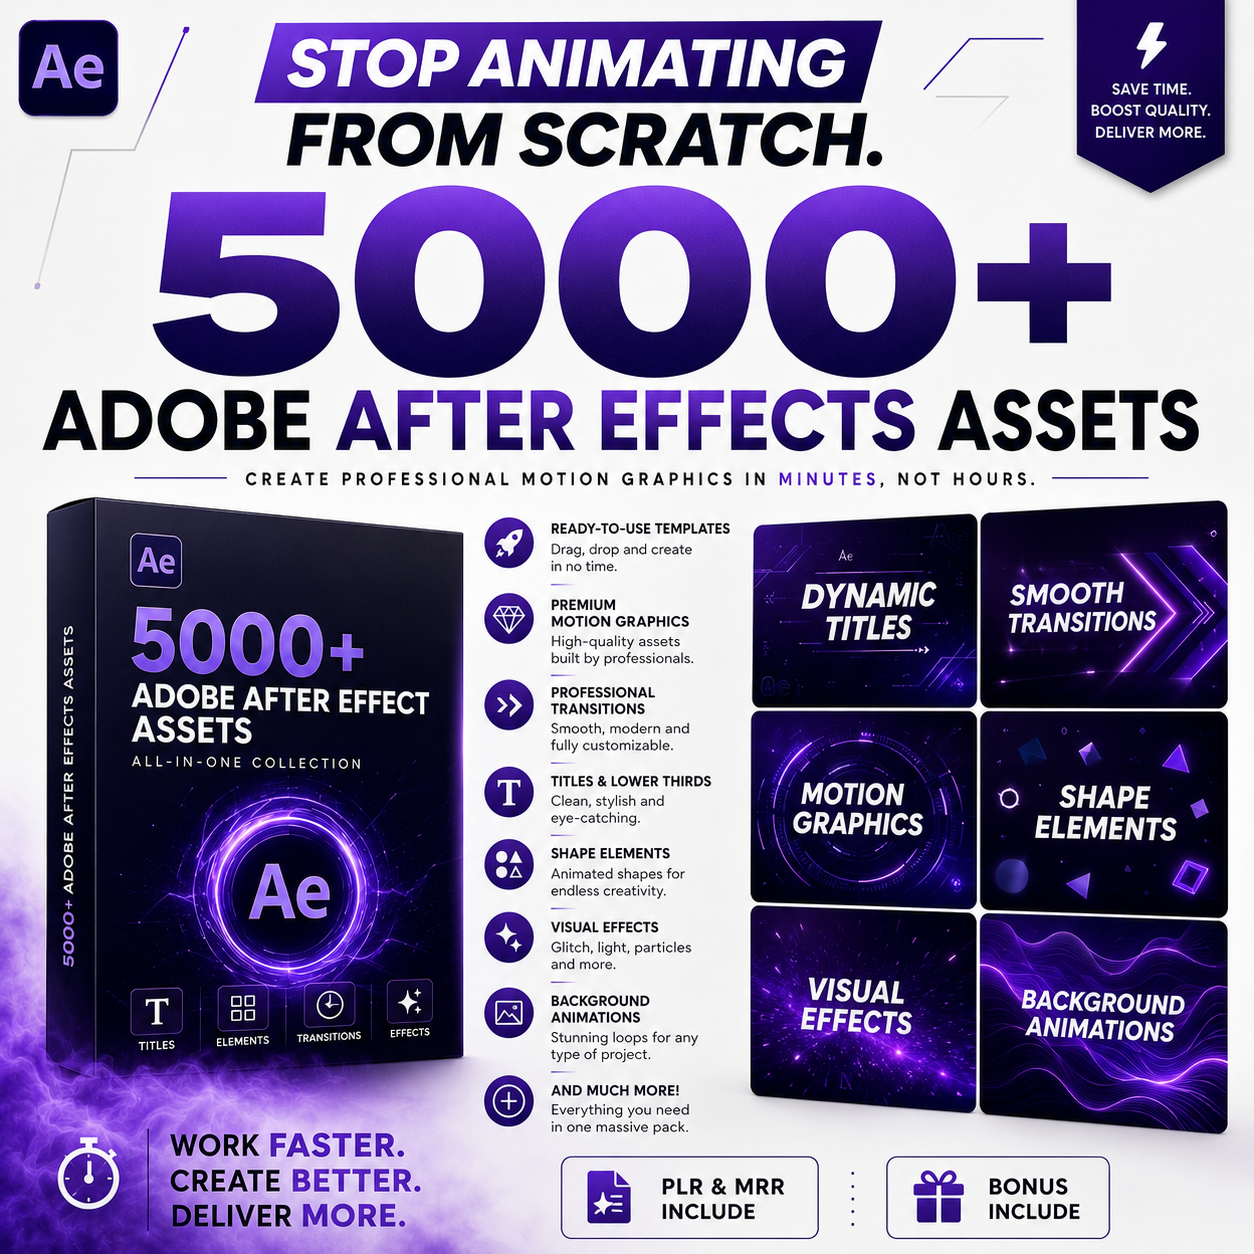 Ae
STOP ANIMATING
FROM SCRATCH.
SAVE TIME.
BOOST QUALITY.
DELIVER MORE.
5000+
ADOBE AFTER EFFECTS ASSETS
CREATE PROFESSIONAL MOTION GRAPHICS IN MINUTES, NOT HOURS.
5000+ ADOBE AFTER EFFECTS ASSETS
Ae
5000+
ADOBE AFTER EFFECT
ASSETS
ALL-IN-ONE COLLECTION
Ae
T
TITLES
ELEMENTS
TRANSITIONS
EFFECTS
READY-TO-USE TEMPLATES
Drag, drop and create
in no time.
PREMIUM
MOTION GRAPHICS
High-quality assets
built by professionals.
PROFESSIONAL
TRANSITIONS
Smooth, modern and
fully customizable.
T
TITLES & LOWER THIRDS
Clean, stylish and
eye-catching.
SHAPE ELEMENTS
Animated shapes for
endless creativity.
VISUAL EFFECTS
Glitch, light, particles
and more.
BACKGROUND
ANIMATIONS
Stunning loops for any
type of project.
AND MUCH MORE!
Everything you need
in one massive pack.
Ae
DYNAMIC
TITLES
SMOOTH
TRANSITIONS
MOTION
GRAPHICS
SHAPE
ELEMENTS
VISUAL
EFFECTS
BACKGROUND
ANIMATIONS
WORK FASTER.
CREATE BETTER.
DELIVER MORE.
PLR & MRR
INCLUDE
BONUS
INCLUDE